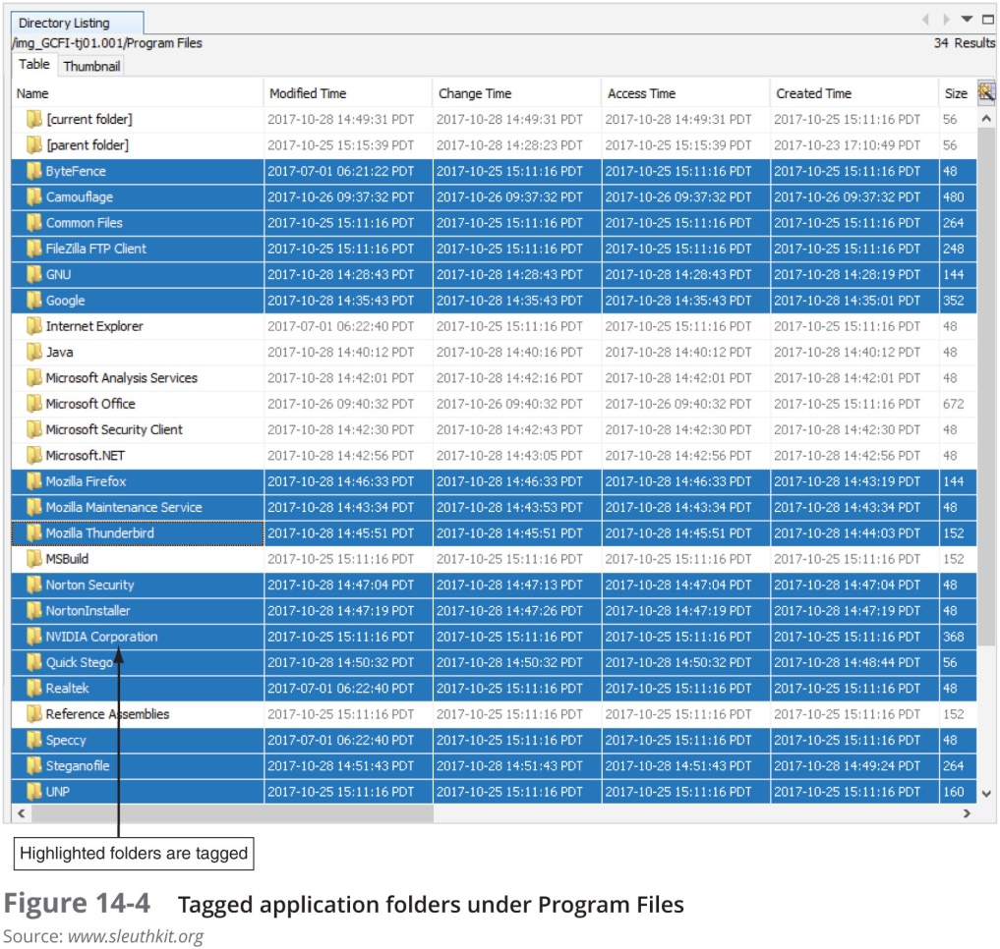 Directory Listing
/img_GCFI-tj01.001/Program Files 34 Results
Table Thumbnail
Name Modified Time Change Time Access Time Created Time Size
[current folder] 2017-10-28 14:49:31 PDT 2017-10-28 14:49:31 PDT 2017-10-28 14:49:31 PDT 2017-10-25 15:11:16 PDT 56
[parent folder] 2017-10-25 15:15:39 PDT 2017-10-28 14:28:23 PDT 2017-10-25 15:15:39 PDT 2017-10-23 17:10:49 PDT 56
ByteFence 2017-07-01 06:21:22 PDT 2017-10-25 15:11:16 PDT 2017-10-25 15:11:16 PDT 2017-10-25 15:11:16 PDT 48
Camouflage 2017-10-26 09:37:32 PDT 2017-10-26 09:37:32 PDT 2017-10-26 09:37:32 PDT 2017-10-26 09:37:32 PDT 480
Common Files 2017-10-25 15:11:16 PDT 2017-10-25 15:11:16 PDT 2017-10-25 15:11:16 PDT 2017-10-25 15:11:16 PDT 264
FileZilla FTP Client 2017-10-25 15:11:16 PDT 2017-10-25 15:11:16 PDT 2017-10-25 15:11:16 PDT 2017-10-25 15:11:16 PDT 248
GNU 2017-10-28 14:28:43 PDT 2017-10-28 14:28:43 PDT 2017-10-28 14:28:43 PDT 2017-10-28 14:28:19 PDT 144
Google 2017-10-28 14:35:43 PDT 2017-10-28 14:35:43 PDT 2017-10-28 14:35:43 PDT 2017-10-28 14:35:01 PDT 352
Internet Explorer 2017-07-01 06:22:40 PDT 2017-10-25 15:11:16 PDT 2017-10-25 15:11:16 PDT 2017-10-25 15:11:16 PDT 48
Java 2017-10-28 14:40:12 PDT 2017-10-28 14:40:16 PDT 2017-10-28 14:40:12 PDT 2017-10-28 14:40:12 PDT 48
Microsoft Analysis Services 2017-10-28 14:42:01 PDT 2017-10-28 14:42:16 PDT 2017-10-28 14:42:01 PDT 2017-10-28 14:42:01 PDT 48
Microsoft Office 2017-10-26 09:40:32 PDT 2017-10-26 09:40:32 PDT 2017-10-26 09:40:32 PDT 2017-10-25 15:11:16 PDT 672
Microsoft Security Client 2017-10-28 14:42:30 PDT 2017-10-28 14:42:43 PDT 2017-10-28 14:42:30 PDT 2017-10-28 14:42:30 PDT 48
Microsoft.NET 2017-10-28 14:42:56 PDT 2017-10-28 14:43:05 PDT 2017-10-28 14:42:56 PDT 2017-10-28 14:42:56 PDT 48
Mozilla Firefox 2017-10-28 14:46:33 PDT 2017-10-28 14:46:33 PDT 2017-10-28 14:46:33 PDT 2017-10-28 14:43:19 PDT 144
Mozilla Maintenance Service 2017-10-28 14:43:34 PDT 2017-10-28 14:43:53 PDT 2017-10-28 14:43:34 PDT 2017-10-28 14:43:34 PDT 48
Mozilla Thunderbird 2017-10-28 14:45:51 PDT 2017-10-28 14:45:51 PDT 2017-10-28 14:45:51 PDT 2017-10-28 14:44:03 PDT 152
MSBuild 2017-10-25 15:11:16 PDT 2017-10-25 15:11:16 PDT 2017-10-25 15:11:16 PDT 2017-10-25 15:11:16 PDT 152
Norton Security 2017-10-28 14:47:04 PDT 2017-10-28 14:47:13 PDT 2017-10-28 14:47:04 PDT 2017-10-28 14:47:04 PDT 48
NortonInstaller 2017-10-28 14:47:19 PDT 2017-10-28 14:47:26 PDT 2017-10-28 14:47:19 PDT 2017-10-28 14:47:19 PDT 48
NVIDIA Corporation 2017-10-25 15:11:16 PDT 2017-10-25 15:11:16 PDT 2017-10-25 15:11:16 PDT 2017-10-25 15:11:16 PDT 368
Quick Stego 2017-10-28 14:50:32 PDT 2017-10-28 14:50:32 PDT 2017-10-28 14:50:32 PDT 2017-10-28 14:48:44 PDT 56
Realtek 2017-07-01 06:22:40 PDT 2017-10-25 15:11:16 PDT 2017-10-25 15:11:16 PDT 2017-10-25 15:11:16 PDT 48
Reference Assemblies 2017-10-25 15:11:16 PDT 2017-10-25 15:11:16 PDT 2017-10-25 15:11:16 PDT 2017-10-25 15:11:16 PDT 152
Speccy 2017-07-01 06:22:40 PDT 2017-10-25 15:11:16 PDT 2017-10-25 15:11:16 PDT 2017-10-25 15:11:16 PDT 48
Steganofile 2017-10-28 14:51:43 PDT 2017-10-28 14:51:43 PDT 2017-10-28 14:51:43 PDT 2017-10-28 14:49:24 PDT 264
UNP 2017-10-25 15:11:16 PDT 2017-10-25 15:11:16 PDT 2017-10-25 15:11:16 PDT 2017-10-25 15:11:16 PDT 160
Highlighted folders are tagged
Figure 14-4 Tagged application folders under Program Files
Source: www.sleuthkit.org